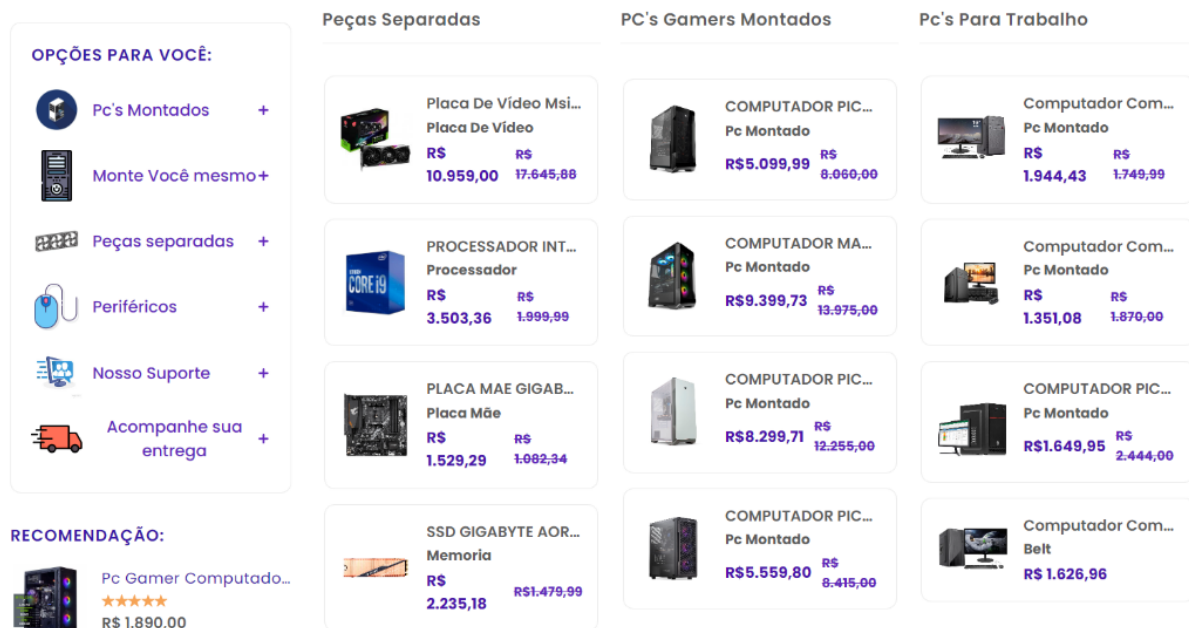 OPÇÕES PARA VOCÊ:
Pc's Montados +
Monte Você mesmo+
Peças separadas +
Periféricos +
Nosso Suporte +
Acompanhe sua
entrega +
RECOMENDAÇÃO:
Pc Gamer Computado...
R$ 1.890,00
Peças Separadas
Placa De Vídeo Msi...
Placa De Vídeo
R$ R$
10.959,00 17.645,88
PROCESSADOR INT...
Processador
R$ R$
3.503,36 1.999,99
CORE i9
PLACA MAE GIGAB...
Placa Mãe
R$ R$
1.529,29 1.082,34
SSD GIGABYTE AOR...
Memoria
R$
2.235,18 R$1.479,99
PC's Gamers Montados
COMPUTADOR PIC...
Pc Montado
R$5.099,99 R$
8.060,00
COMPUTADOR MA...
Pc Montado
R$9.399,73 R$
13.975,00
COMPUTADOR PIC...
Pc Montado
R$8.299,71 R$
12.255,00
COMPUTADOR PIC...
Pc Montado
R$5.559,80 R$
8.415,00
Pc's Para Trabalho
Computador Com...
Pc Montado
R$ R$
1.944,43 1.749,99
Computador Com...
Pc Montado
R$ R$
1.351,08 1.870,00
COMPUTADOR PIC...
Pc Montado
R$1.649,95 R$
2.444,00
Computador Com...
Belt
R$ 1.626,96